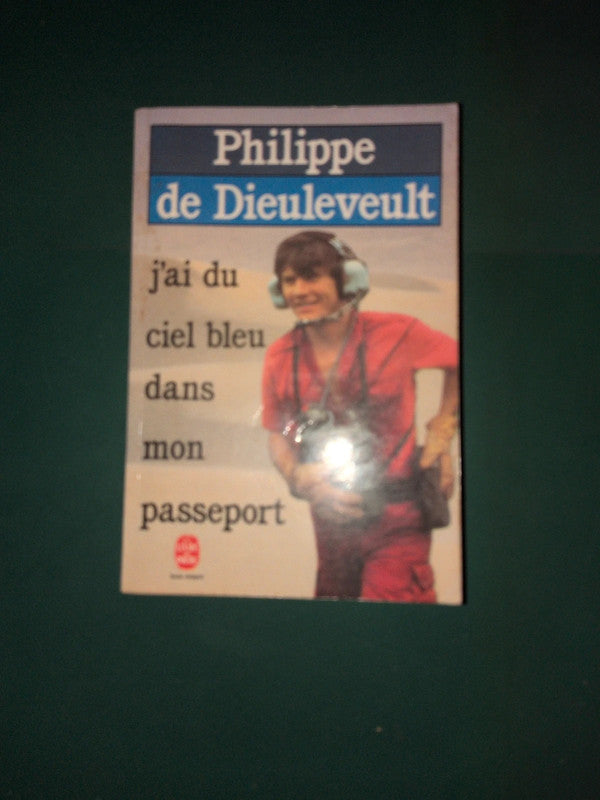 Philippe
de Dieuleveult
j'ai du
ciel bleu
dans
mon
passeport